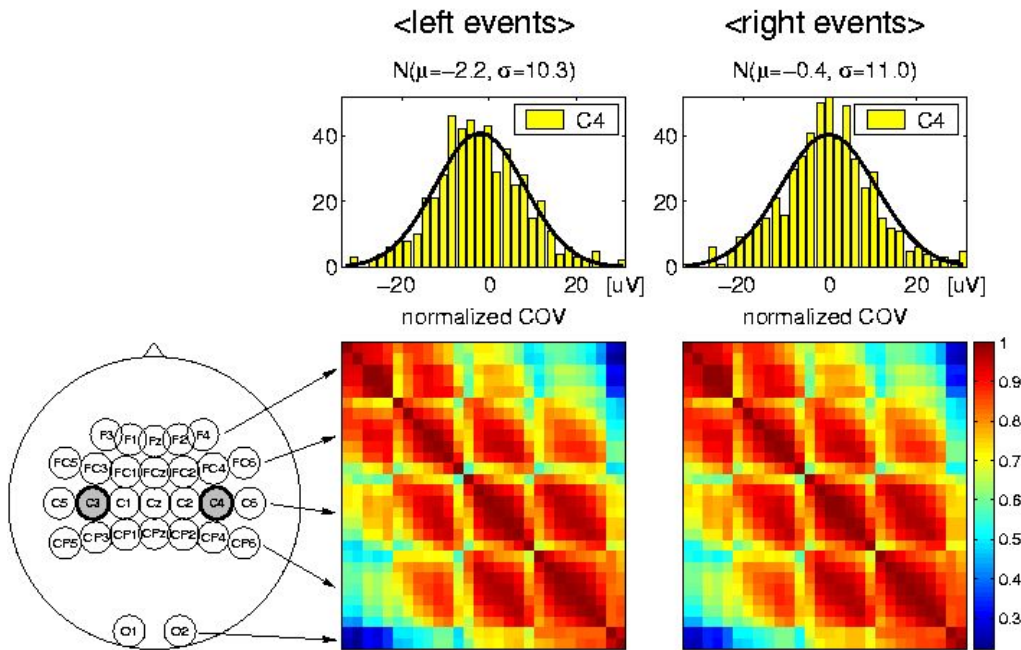 <left events> <right events>
N(μ=−2.2, σ=10.3) N(μ=−0.4, σ=11.0)
C4 C4
40 40
20 20
0 0
−20 0 20 [uV] −20 0 20 [uV]
normalized COV normalized COV
1
0.9
0.8
0.7
0.6
0.5
0.4
0.3
F3 F1 Fz F2 F4
FC5 FC3 FC1 FCz FC2 FC4 FC6
C5 C3 C1 Cz C2 C4 C6
CP5 CP3 CP1 CPz CP2 CP4 CP6
O1 O2